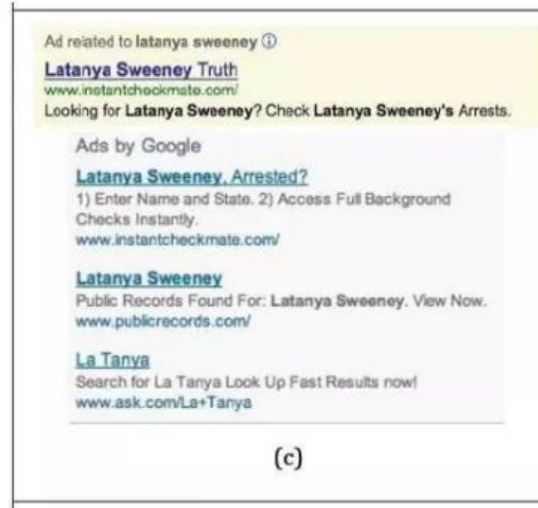 Ad related to latanya sweeney ⓘ
Latanya Sweeney Truth
www.instantcheckmate.com/
Looking for Latanya Sweeney? Check Latanya Sweeney's Arrests.
Ads by Google
Latanya Sweeney, Arrested?
1) Enter Name and State. 2) Access Full Background
Checks Instantly.
www.instantcheckmate.com/
Latanya Sweeney
Public Records Found For: Latanya Sweeney. View Now.
www.publicrecords.com/
La Tanya
Search for La Tanya Look Up Fast Results now!
www.ask.com/La+Tanya
(c)